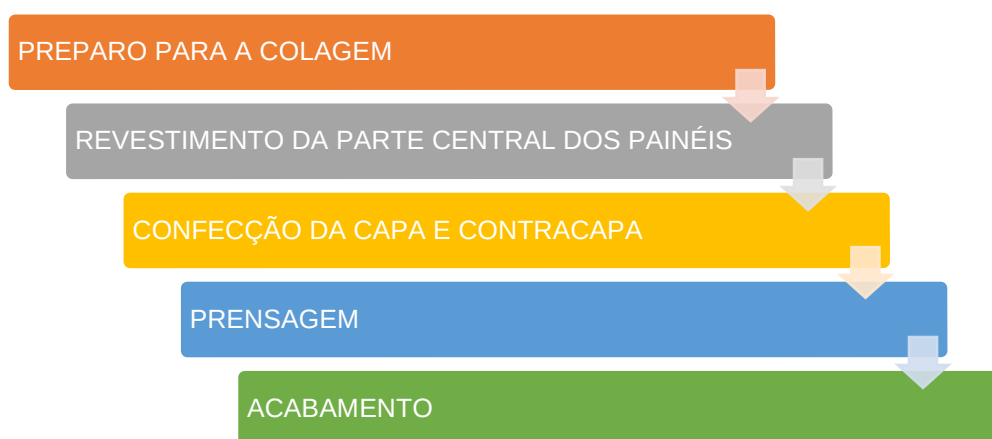 PREPARO PARA A COLAGEM
REVESTIMENTO DA PARTE CENTRAL DOS PAINÉIS
CONFECÇÃO DA CAPA E CONTRACAPA
PRENSAGEM
ACABAMENTO